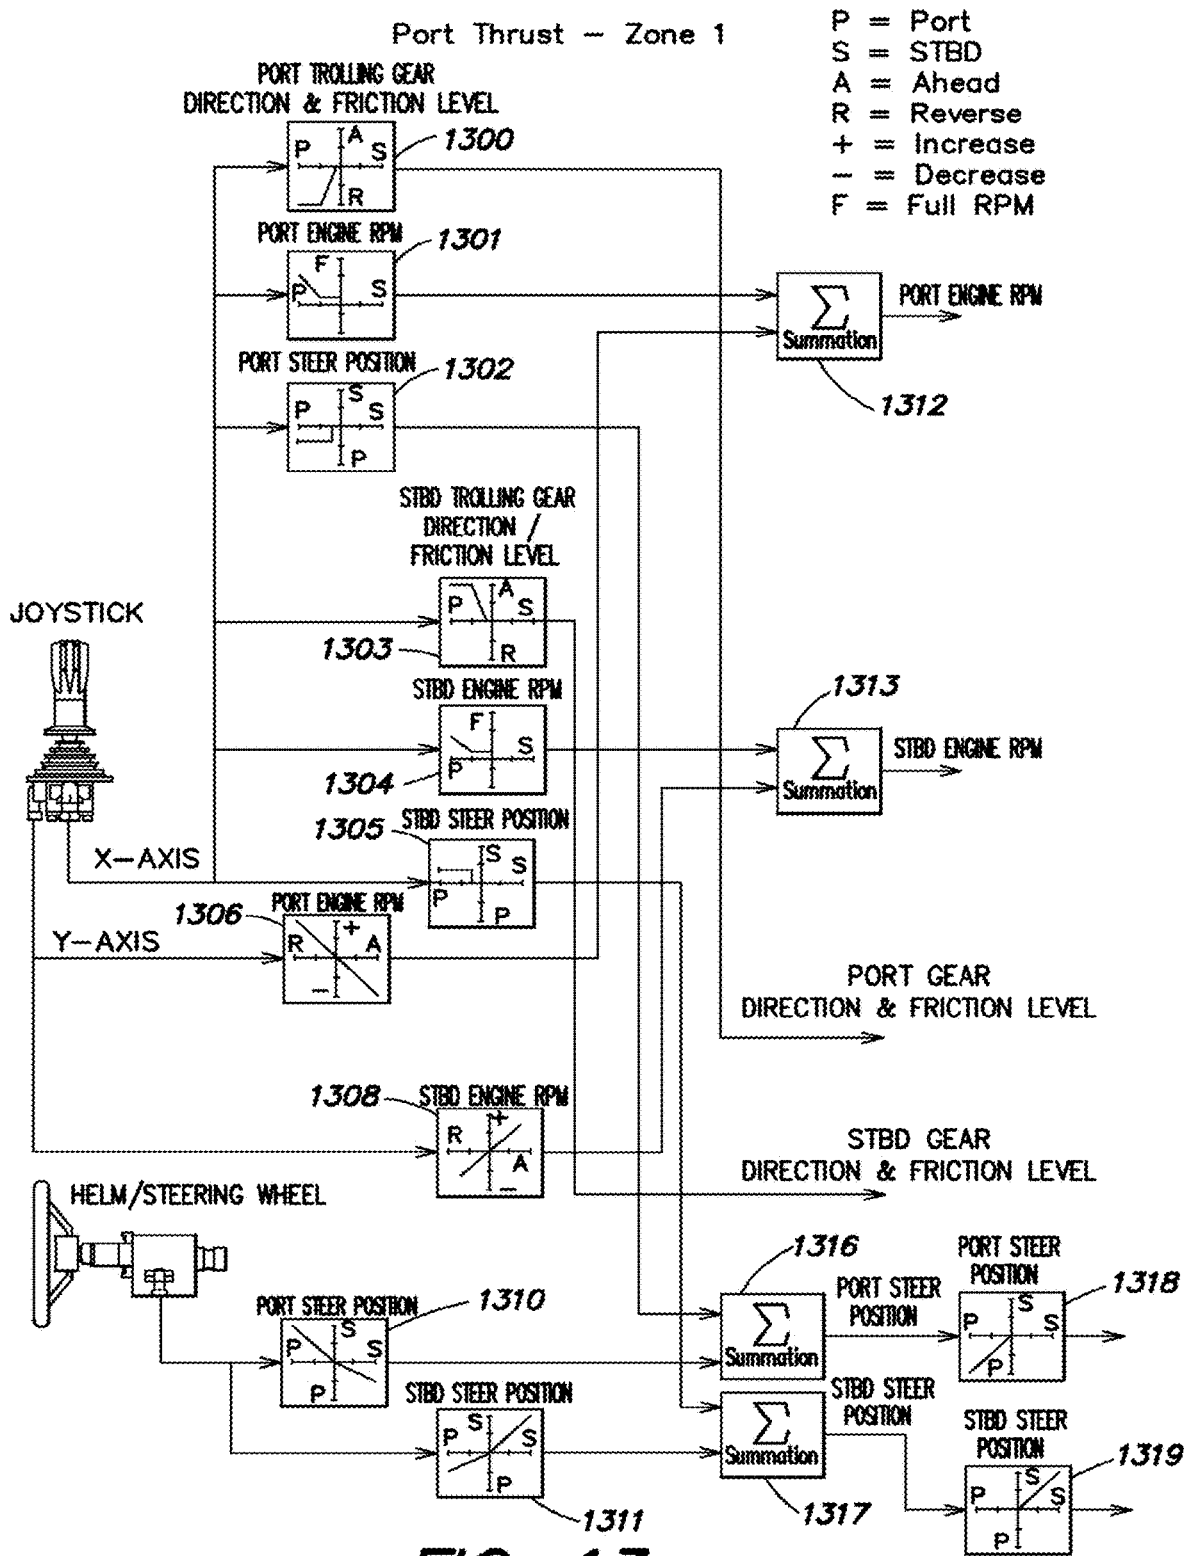 Port Thrust – Zone 1
P = Port
S = STBD
A = Ahead
R = Reverse
+ = Increase
– = Decrease
F = Full RPM
PORT TROLLING GEAR
DIRECTION & FRICTION LEVEL
1300
P A S R
PORT ENGINE RPM
1301
F P S
Σ
Summation
PORT ENGINE RPM
1312
PORT STEER POSITION
1302
P S S P
STBD TROLLING GEAR
DIRECTION /
FRICTION LEVEL
P A S R
1303
JOYSTICK
STBD ENGINE RPM
F S P
1304
1313
Σ
Summation
STBD ENGINE RPM
1305
STBD STEER POSITION
S S P P
X–AXIS
1306
PORT ENGINE RPM
R + A –
Y–AXIS
PORT GEAR
DIRECTION & FRICTION LEVEL
1308
STBD ENGINE RPM
R + A –
STBD GEAR
DIRECTION & FRICTION LEVEL
HELM/STEERING WHEEL
PORT STEER POSITION
1310
P S S P
1316
Σ
Summation
PORT STEER
POSITION
PORT STEER
POSITION
1318
P S S P
STBD STEER POSITION
P S S P
1311
Σ
Summation
1317
STBD STEER
POSITION
STBD STEER
POSITION
1319
P S S P